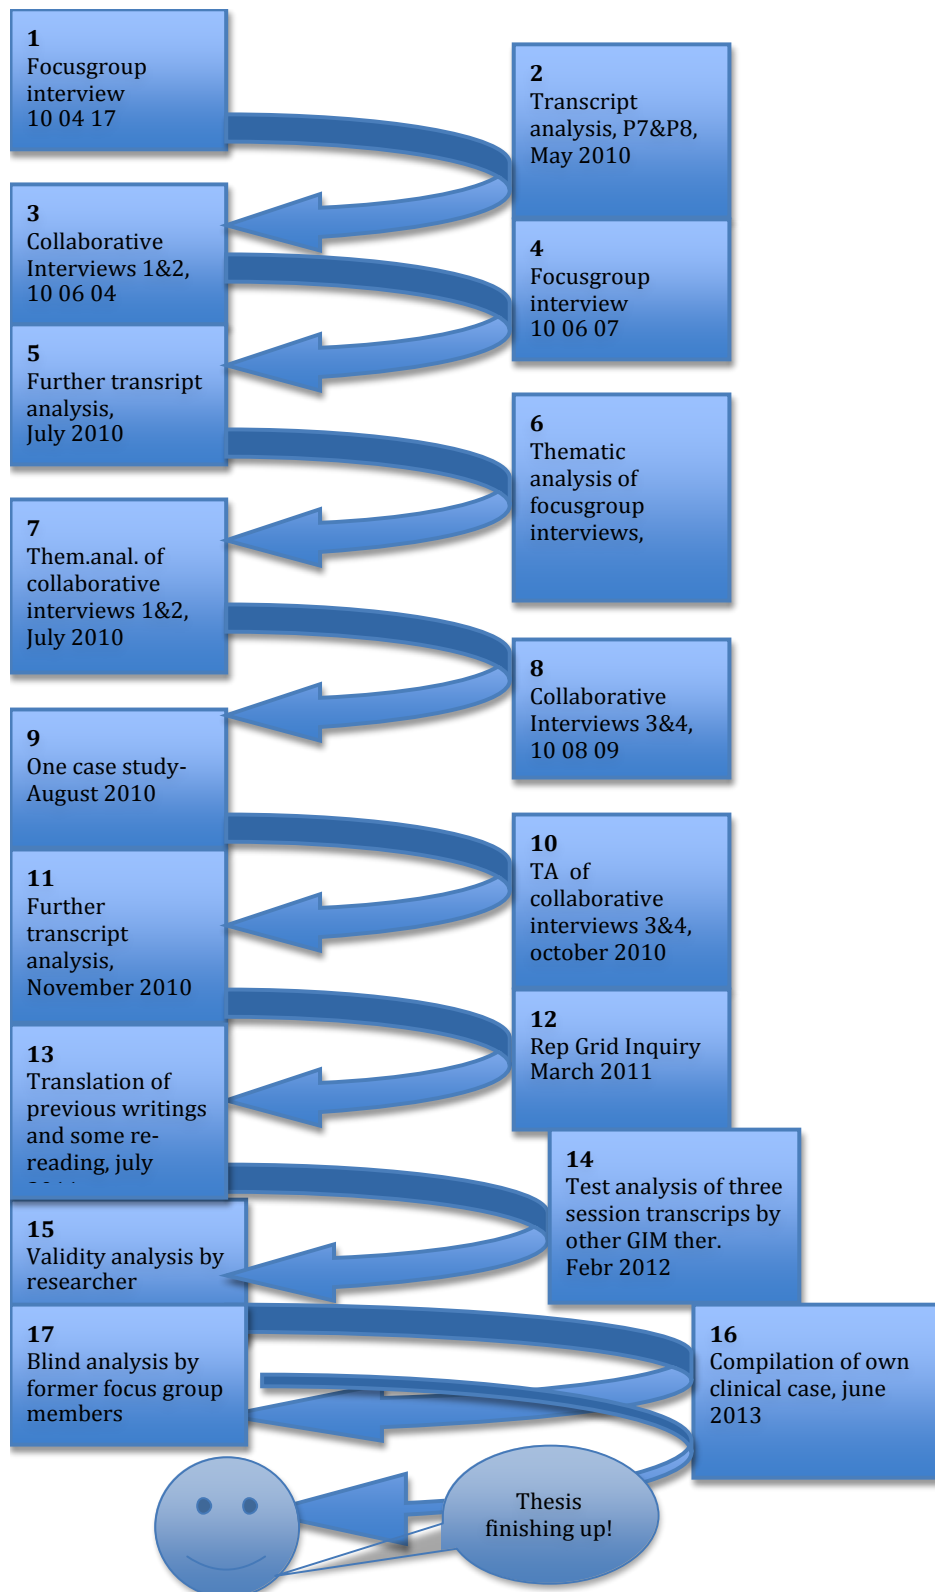 1
Focusgroup
interview
10 04 17
2
Transcript
analysis, P7&P8,
May 2010
3
Collaborative
Interviews 1&2,
10 06 04
4
Focusgroup
interview
10 06 07
5
Further transript
analysis,
July 2010
6
Thematic
analysis of
focusgroup
interviews,
7
Them.anal. of
collaborative
interviews 1&2,
July 2010
8
Collaborative
Interviews 3&4,
10 08 09
9
One case study-
August 2010
10
TA of
collaborative
interviews 3&4,
october 2010
11
Further
transcript
analysis,
November 2010
12
Rep Grid Inquiry
March 2011
13
Translation of
previous writings
and some re-
reading, july
14
Test analysis of three
session transcrips by
other GIM ther.
Febr 2012
15
Validity analysis by
researcher
16
Compilation of own
clinical case, june
2013
17
Blind analysis by
former focus group
members
Thesis
finishing up!